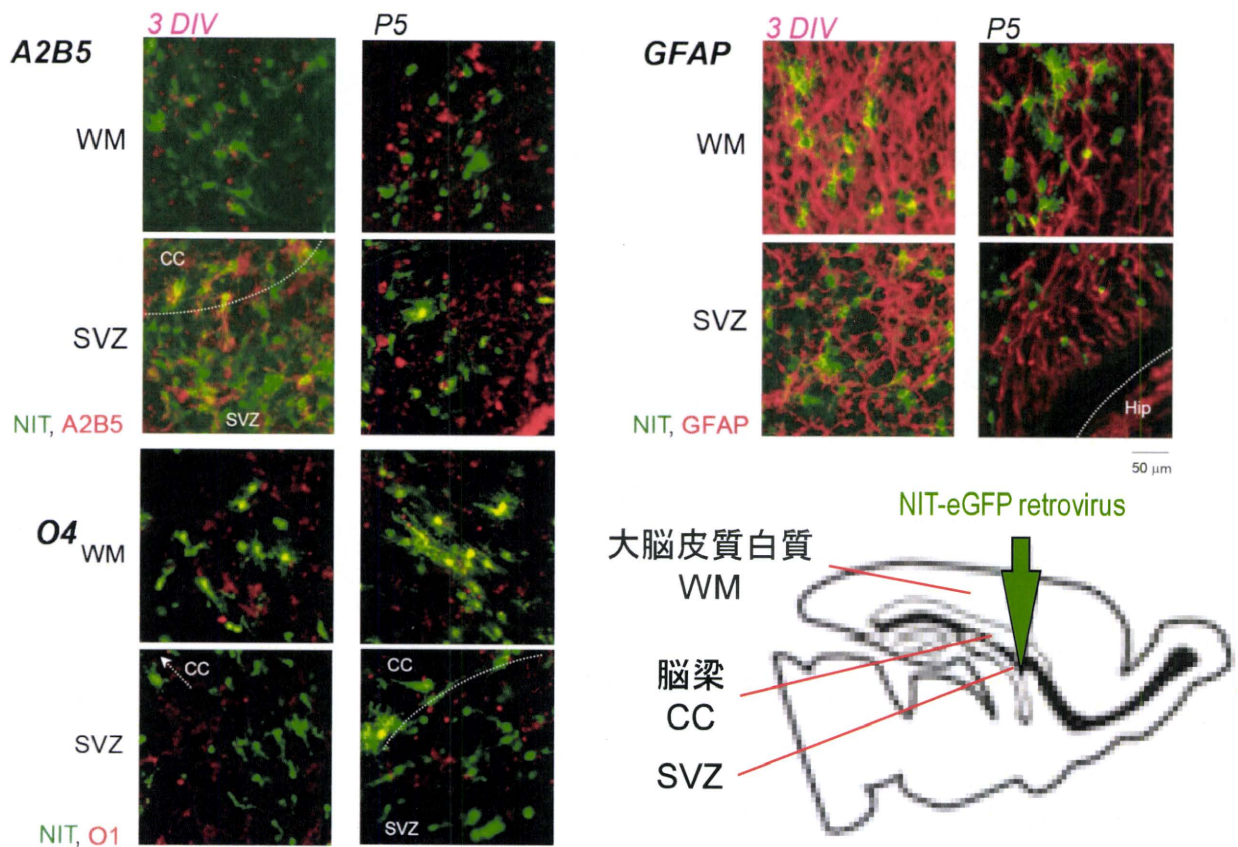 3 DIV
P5
A2B5
WM
CC
SVZ
SVZ
NIT, A2B5
O4
WM
CC
CC
SVZ
SVZ
NIT, O1
3 DIV
P5
GFAP
WM
SVZ
Hip
NIT, GFAP
50 μm
NIT-eGFP retrovirus
大脳皮質白質
WM
脳梁
CC
SVZ